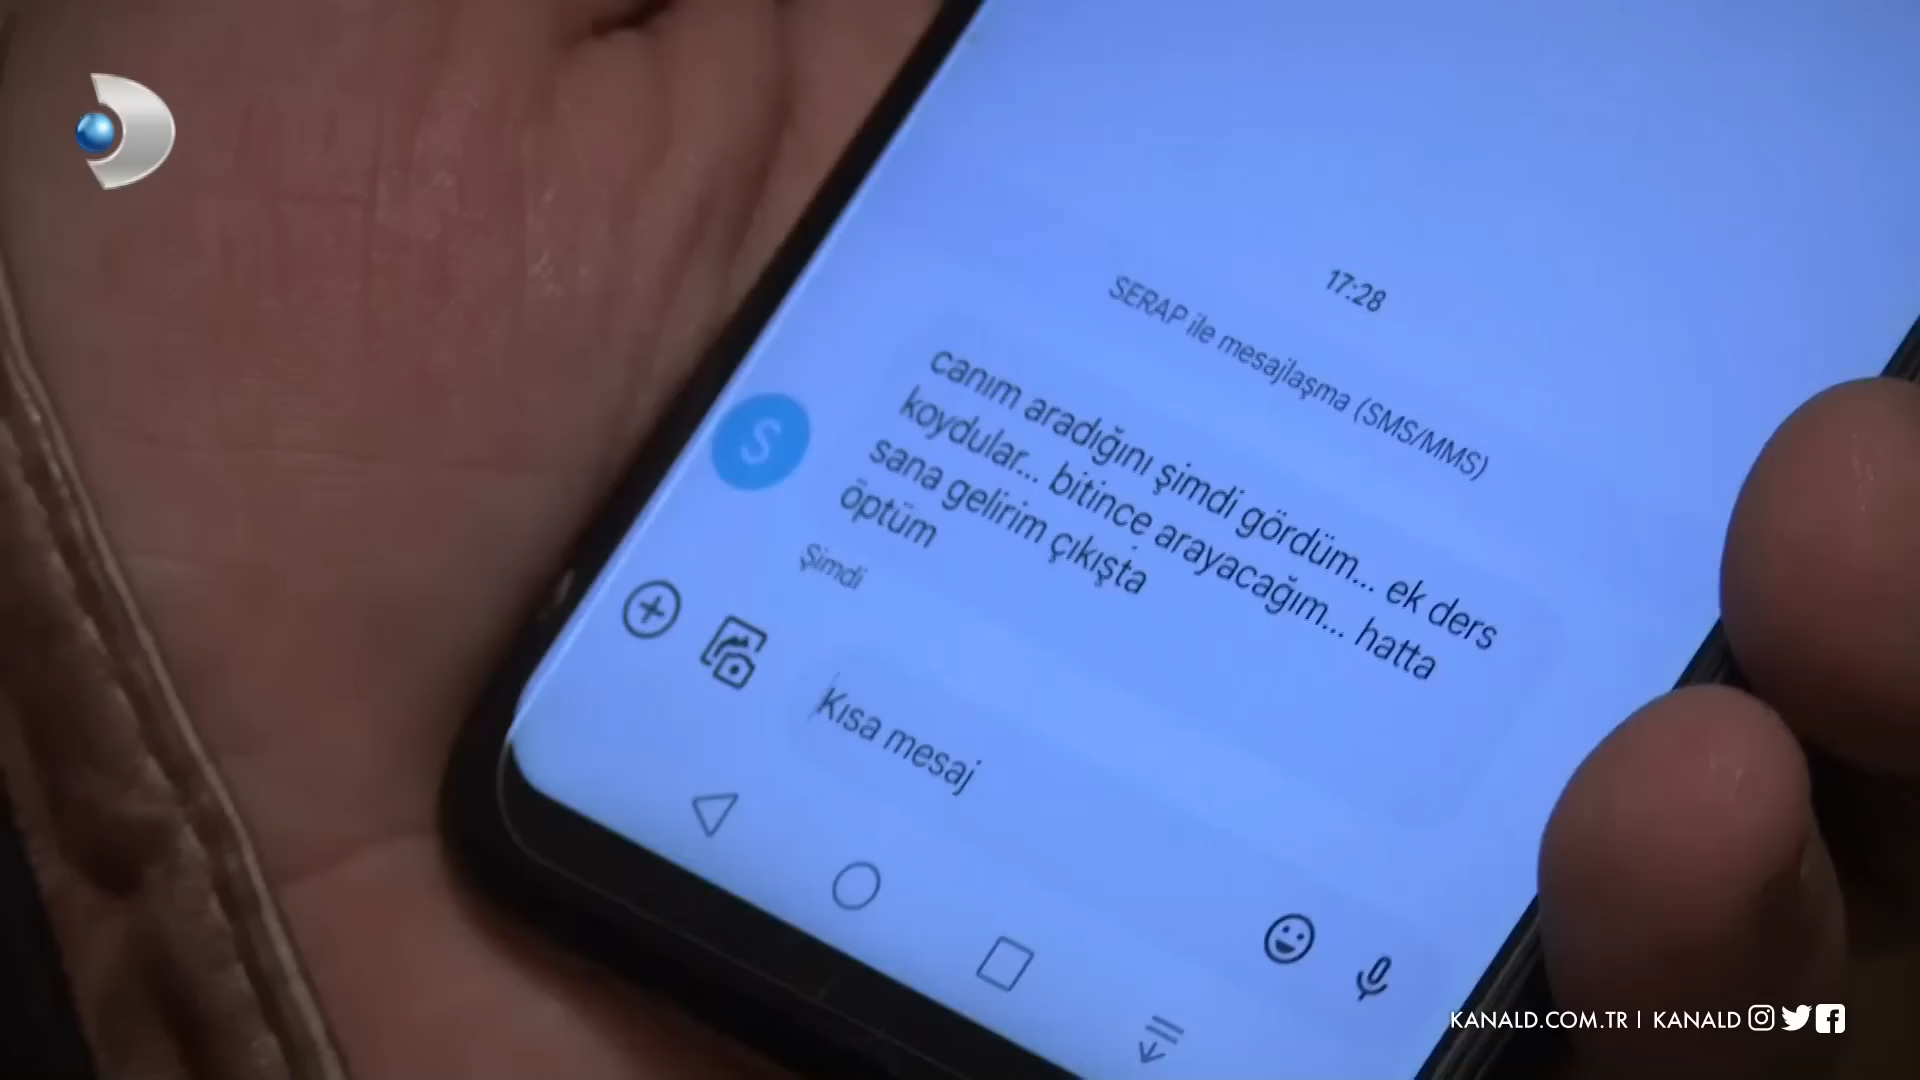 17:28
SERAP ile mesajlaşma (SMS/MMS)
canım aradığını şimdi gördüm... ek ders
koydular... bitince arayacağım... hatta
sana gelirim çıkışta
öptüm
S
Şimdi
Kısa mesaj
KANALD.COM.TR | KANALD